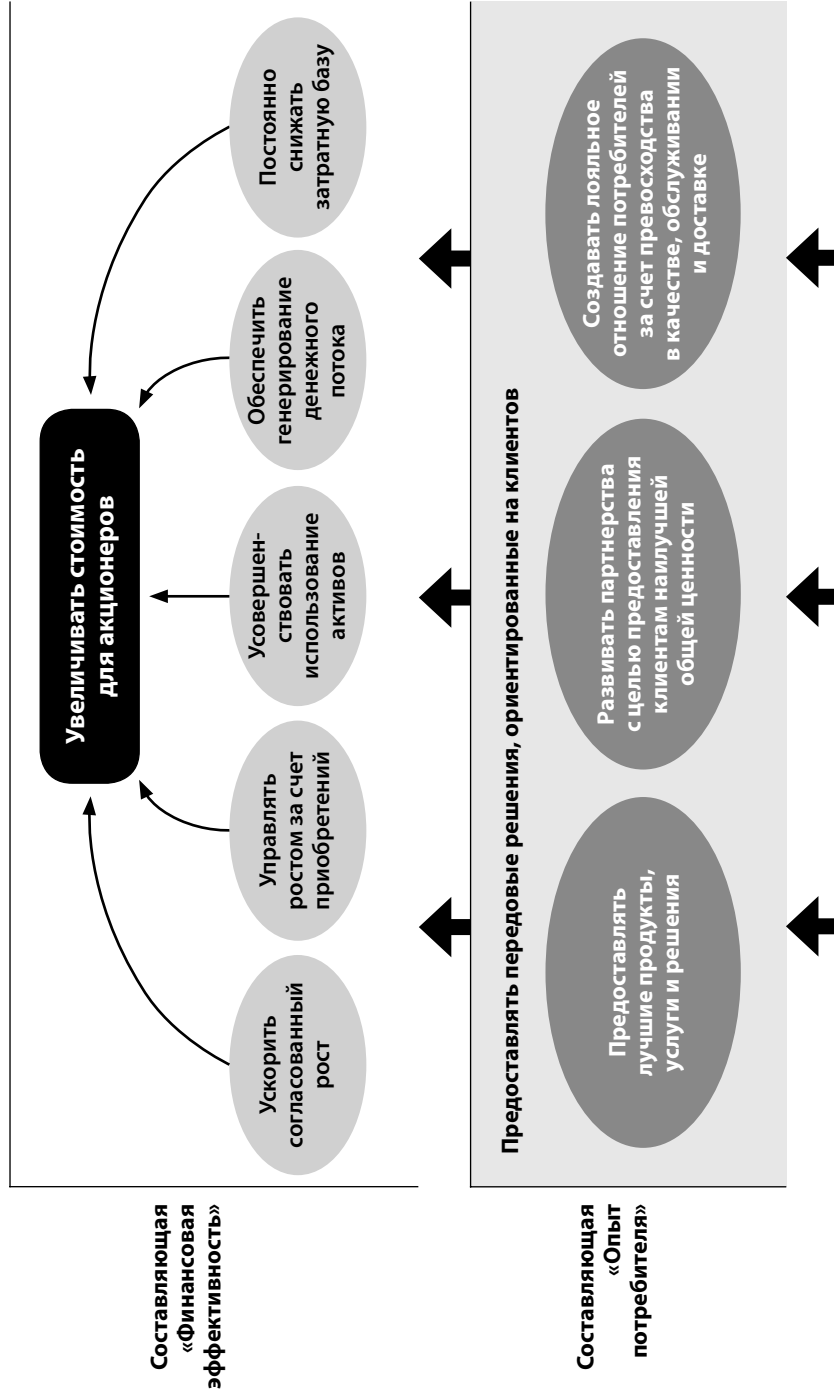 Составляющая
«Финансовая
эффективность»
Увеличивать стоимость
для акционеров
Ускорить
согласованный
рост
Управлять
ростом за счет
приобретений
Усовершен-
ствовать
использование
активов
Обеспечить
генерирование
денежного
потока
Постоянно
снижать
затратную базу
Составляющая
«Опыт
потребителя»
Предоставлять передовые решения, ориентированные на клиентов
Предоставлять
лучшие продукты,
услуги и решения
Развивать партнерства
с целью предоставления
клиентам наилучшей
общей ценности
Создавать лояльное
отношение потребителей
за счет превосходства
в качестве, обслуживании
и доставке